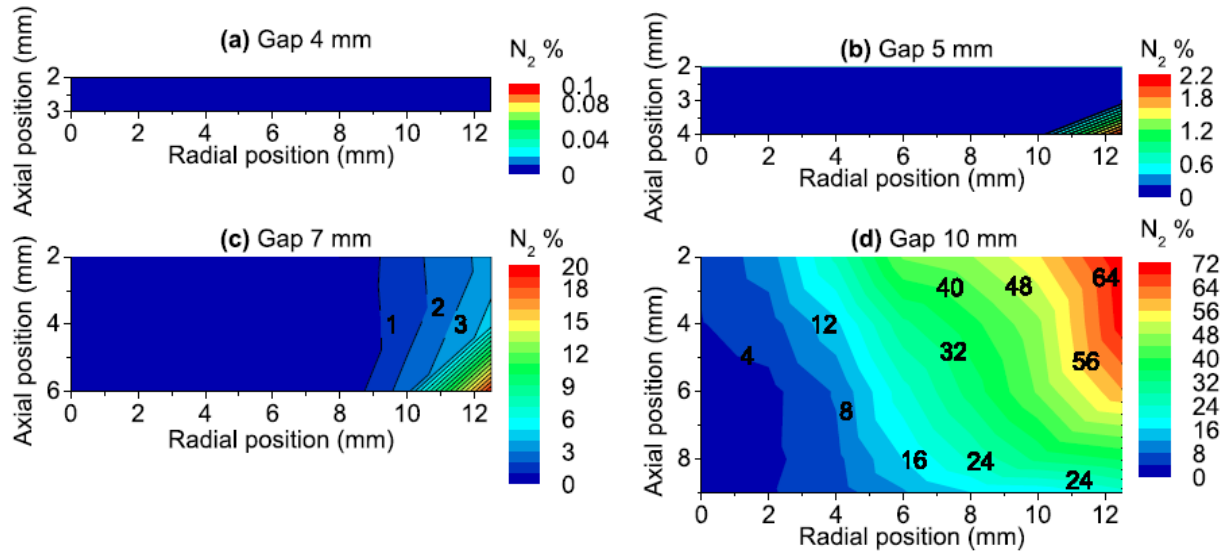 (a) Gap 4 mm
N2 %
Axial position (mm)
2
3
0 2 4 6 8 10 12
Radial position (mm)
0.1
0.08
0.04
0
(b) Gap 5 mm
N2 %
Axial position (mm)
2
3
4
0 2 4 6 8 10 12
Radial position (mm)
2.2
1.8
1.2
0.6
0
(c) Gap 7 mm
N2 %
Axial position (mm)
2
4
6
1 2 3
0 2 4 6 8 10 12
Radial position (mm)
20
18
15
12
9
6
3
0
(d) Gap 10 mm
N2 %
Axial position (mm)
2
4
6
8
64
40 48
12
4 32 56
8
16 24
24
0 2 4 6 8 10 12
Radial position (mm)
72
64
56
48
40
32
24
16
8
0